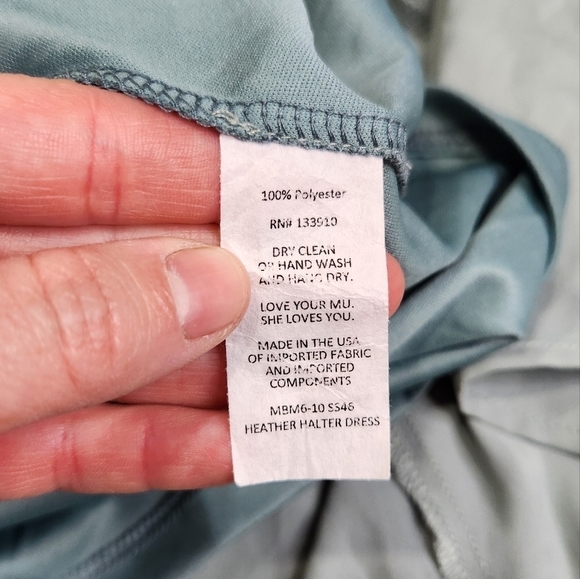 100% Polyester
RN# 133910
DRY CLEAN
OR HAND WASH
AND HANG DRY.
LOVE YOUR MU.
SHE LOVES YOU.
MADE IN THE USA
OF IMPORTED FABRIC
AND IMPORTED
COMPONENTS
MBM6-10 SS46
HEATHER HALTER DRESS